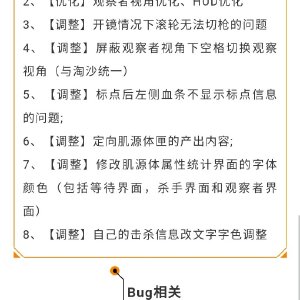 2、【优化】观察者视角优化、HUD优化
3、【调整】开镜情况下滚轮无法切枪的问题
4、【调整】屏蔽观察者视角下空格切换观察
视角（与淘沙统一）
5、【调整】标点后左侧血条不显示标点信息
的问题;
6、【调整】定向肌源体匣的产出内容;
7、【调整】修改肌源体属性统计界面的字体
颜色（包括等待界面，杀手界面和观察者界
面）
8、【调整】自己的击杀信息改文字字色调整
Bug相关